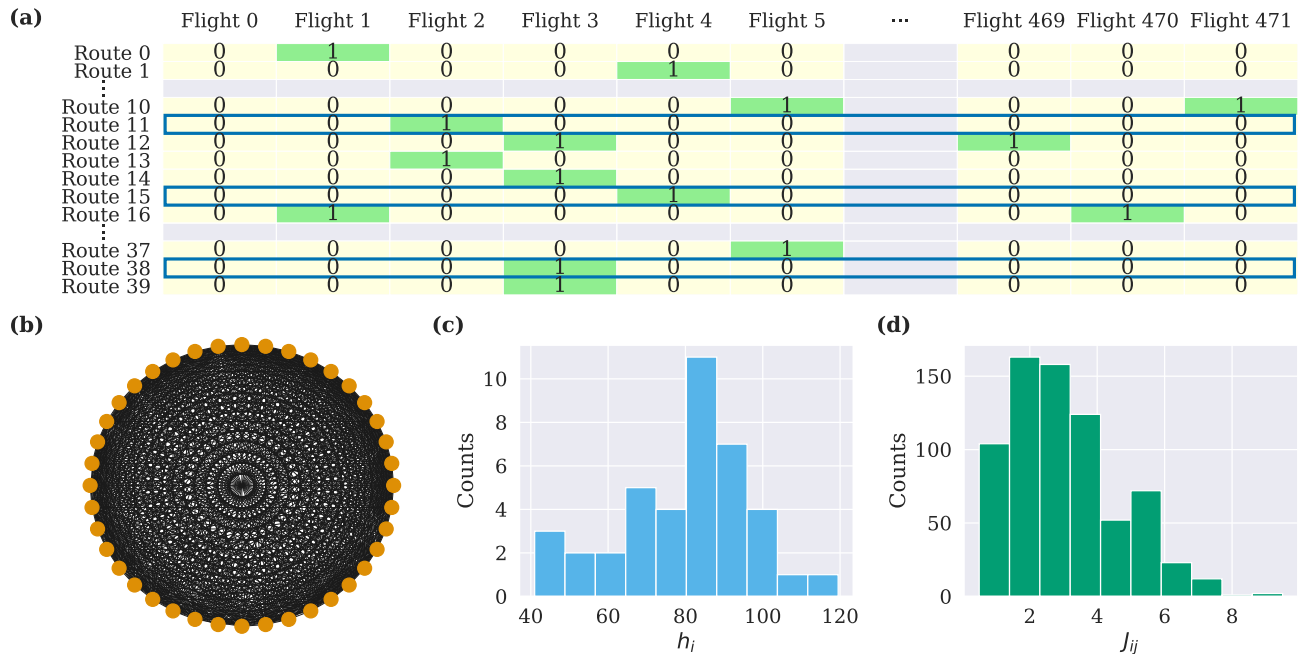 (a)
Flight 0 Flight 1 Flight 2 Flight 3 Flight 4 Flight 5 ... Flight 469 Flight 470 Flight 471
Route 0 0 1 0 0 0 0 0 0 0
Route 1 0 0 0 0 1 0 0 0 0
⋮
Route 10 0 0 0 0 0 1 0 0 1
Route 11 0 0 1 0 0 0 0 0 0
Route 12 0 0 0 1 0 0 1 0 0
Route 13 0 0 1 0 0 0 0 0 0
Route 14 0 0 0 1 0 0 0 0 0
Route 15 0 0 0 0 1 0 0 0 0
Route 16 0 1 0 0 0 0 0 1 0
⋮
Route 37 0 0 0 0 0 1 0 0 0
Route 38 0 0 0 1 0 0 0 0 0
Route 39 0 0 0 1 0 0 0 0 0
(b)
(c)
Counts
10
8
6
4
2
0
40 60 80 100 120
h_i
(d)
Counts
150
100
50
0
2 4 6 8
J_ij